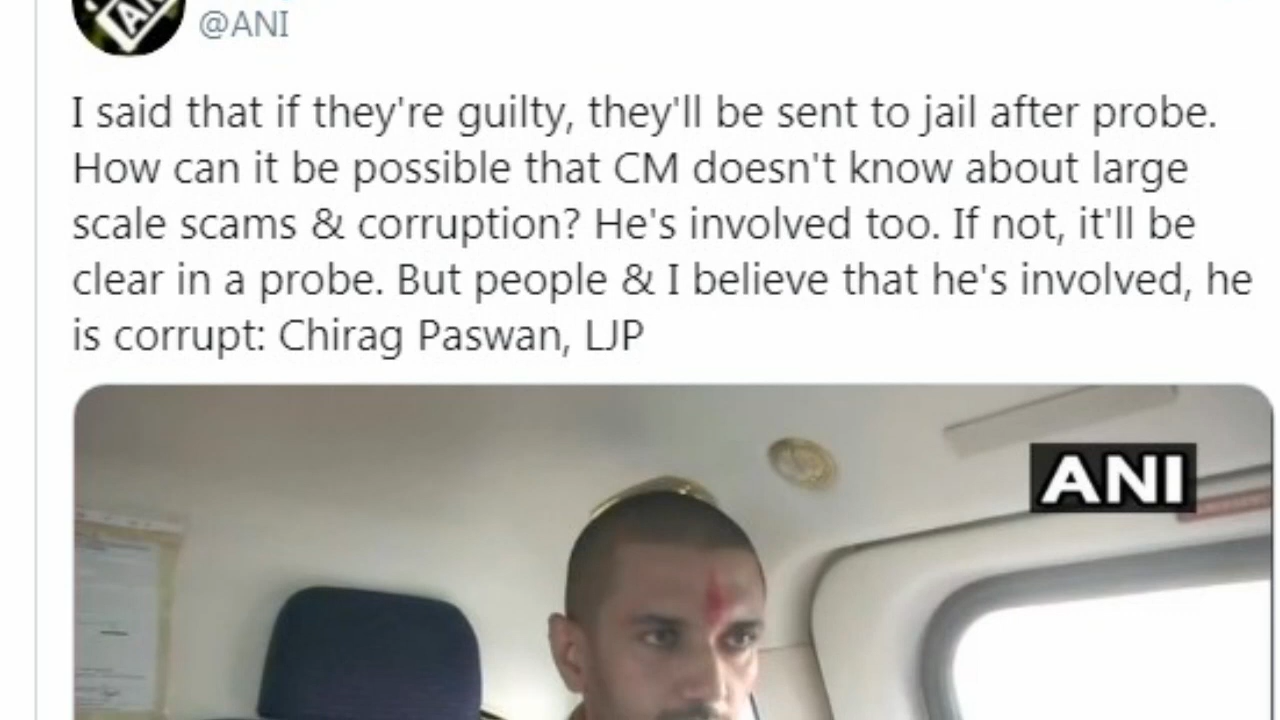 @ANI
I said that if they're guilty, they'll be sent to jail after probe.
How can it be possible that CM doesn't know about large
scale scams & corruption? He's involved too. If not, it'll be
clear in a probe. But people & I believe that he's involved, he
is corrupt: Chirag Paswan, LJP
ANI